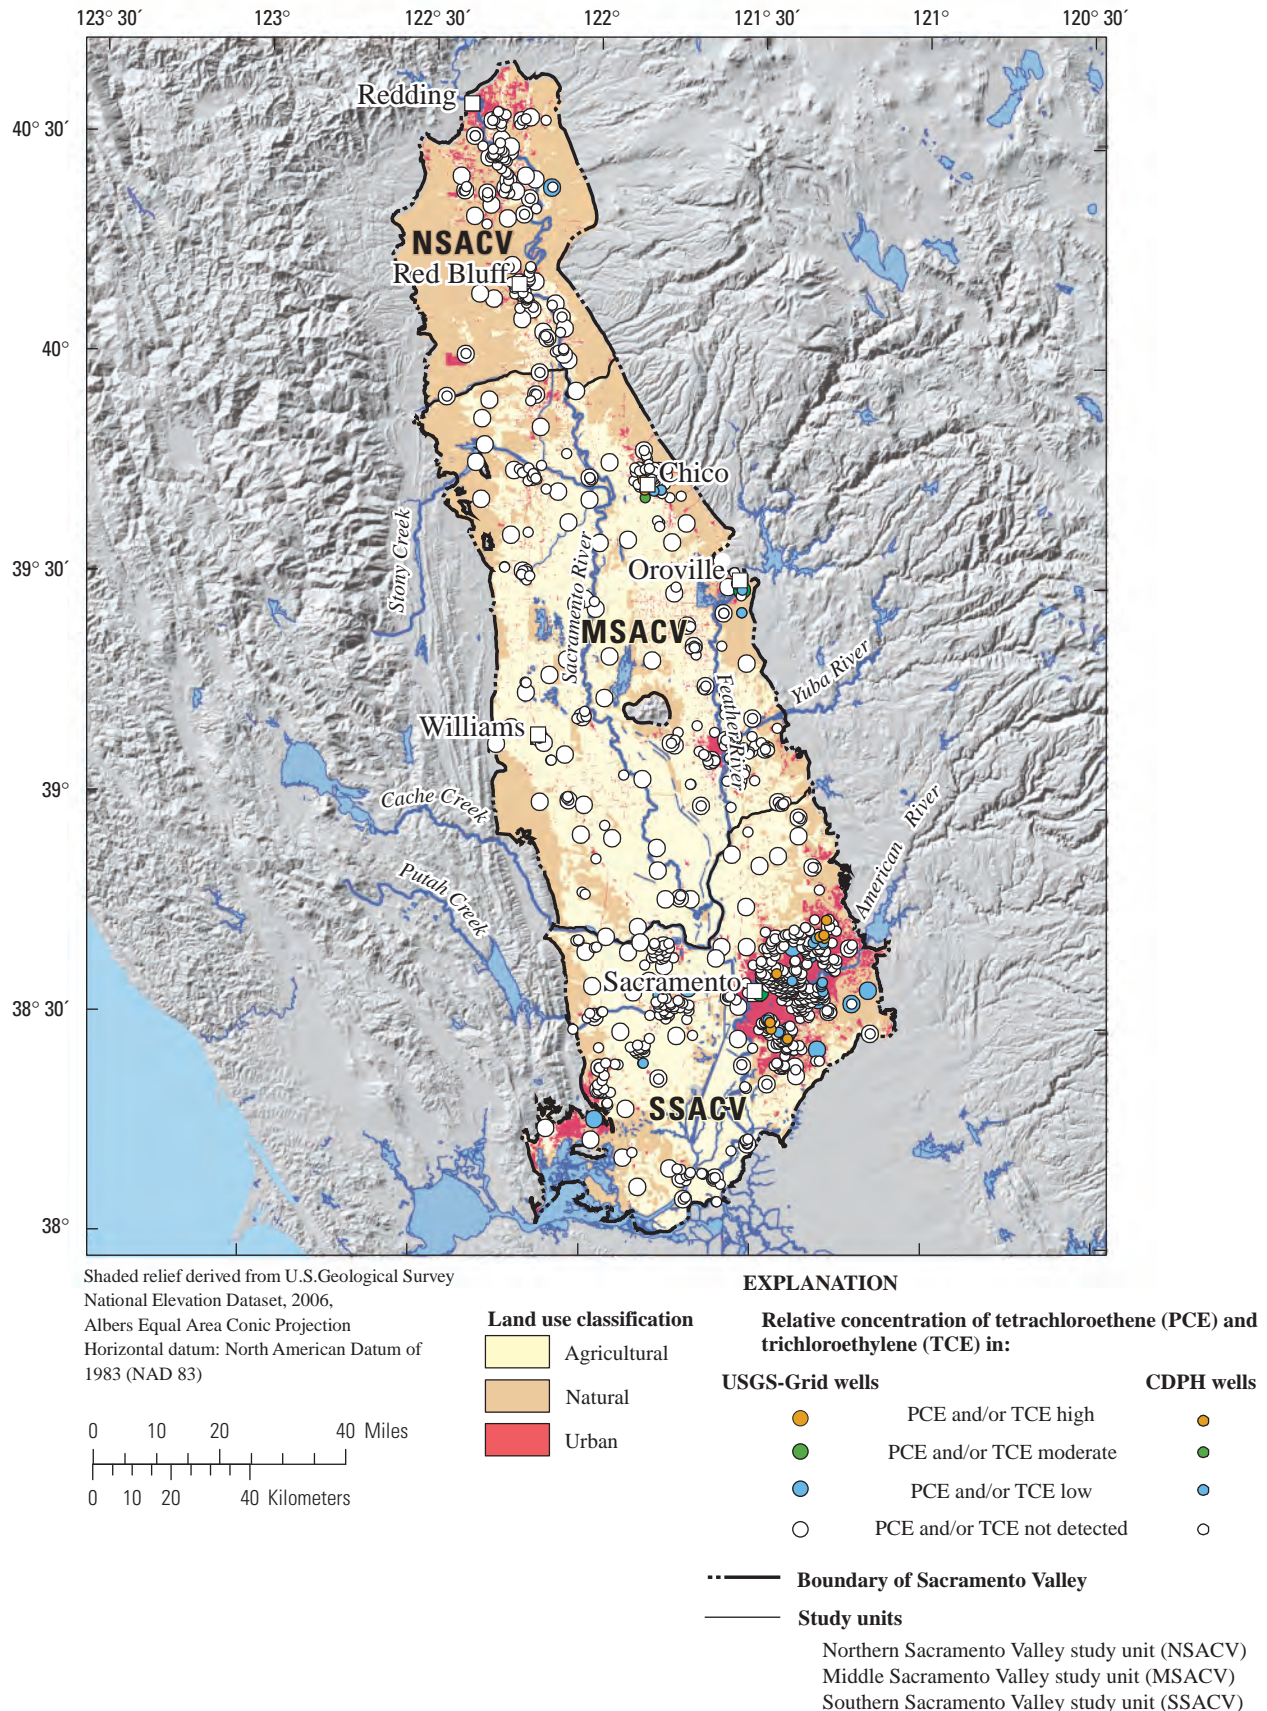 123° 30´
123°
122° 30´
122°
121° 30´
121°
120° 30´
40° 30´
40°
39° 30´
39°
38° 30´
38°
Redding
NSACV
Red Bluff
Chico
Stony Creek
Sacramento River
Oroville
MSACV
Yuba River
Feather River
Williams
Cache Creek
American River
Putah Creek
Sacramento
SSACV
Shaded relief derived from U.S.Geological Survey
National Elevation Dataset, 2006,
Albers Equal Area Conic Projection
Horizontal datum: North American Datum of
1983 (NAD 83)
0 10 20 40 Miles
0 10 20 40 Kilometers
Land use classification
Agricultural
Natural
Urban
EXPLANATION
Relative concentration of tetrachloroethene (PCE) and
trichloroethylene (TCE) in:
USGS-Grid wells CDPH wells
PCE and/or TCE high
PCE and/or TCE moderate
PCE and/or TCE low
PCE and/or TCE not detected
Boundary of Sacramento Valley
Study units
Northern Sacramento Valley study unit (NSACV)
Middle Sacramento Valley study unit (MSACV)
Southern Sacramento Valley study unit (SSACV)